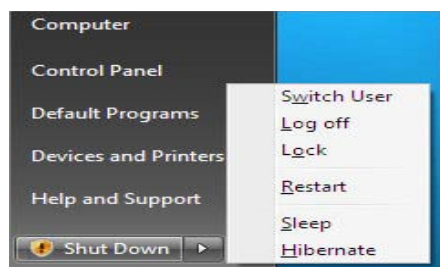 Computer
Control Panel
Default Programs
Devices and Printers
Help and Support
Shut Down
Switch User
Log off
Lock
Restart
Sleep
Hibernate